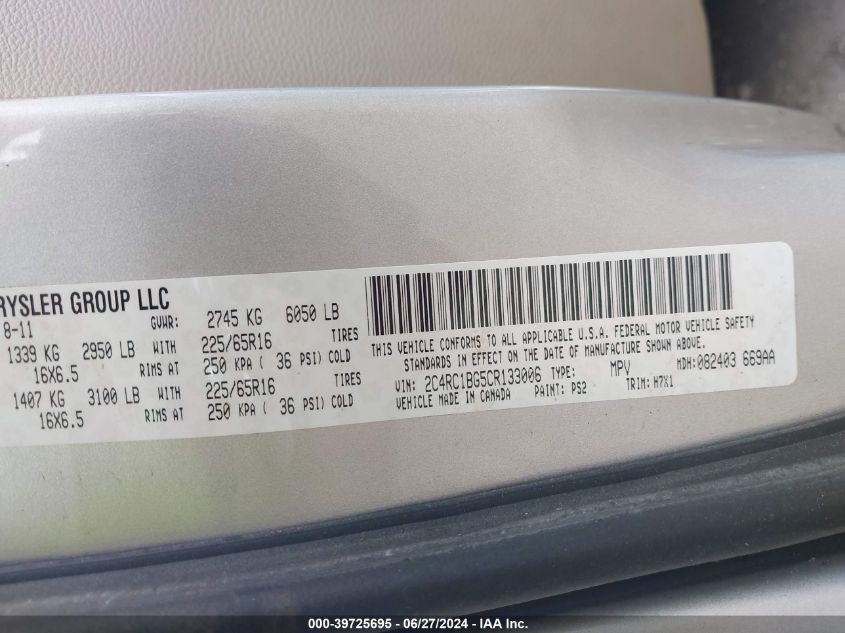 RYSLER GROUP LLC
8-11 GVWR: 2745 KG 6050 LB
1339 KG 2950 LB WITH 225/65R16 TIRES
16X6.5 RIMS AT 250 KPA ( 36 PSI) COLD
1407 KG 3100 LB WITH 225/65R16 TIRES
16X6.5 RIMS AT 250 KPA ( 36 PSI) COLD
THIS VEHICLE CONFORMS TO ALL APPLICABLE U.S.A. FEDERAL MOTOR VEHICLE SAFETY
STANDARDS IN EFFECT ON THE DATE OF MANUFACTURE SHOWN ABOVE.
VIN: 2C4RC1BG5CR133006 TYPE: MPV MDH:082403 669AA
VEHICLE MADE IN CANADA PAINT: PS2 TRIM: H7X1
000-39725695 - 06/27/2024 - IAA Inc.